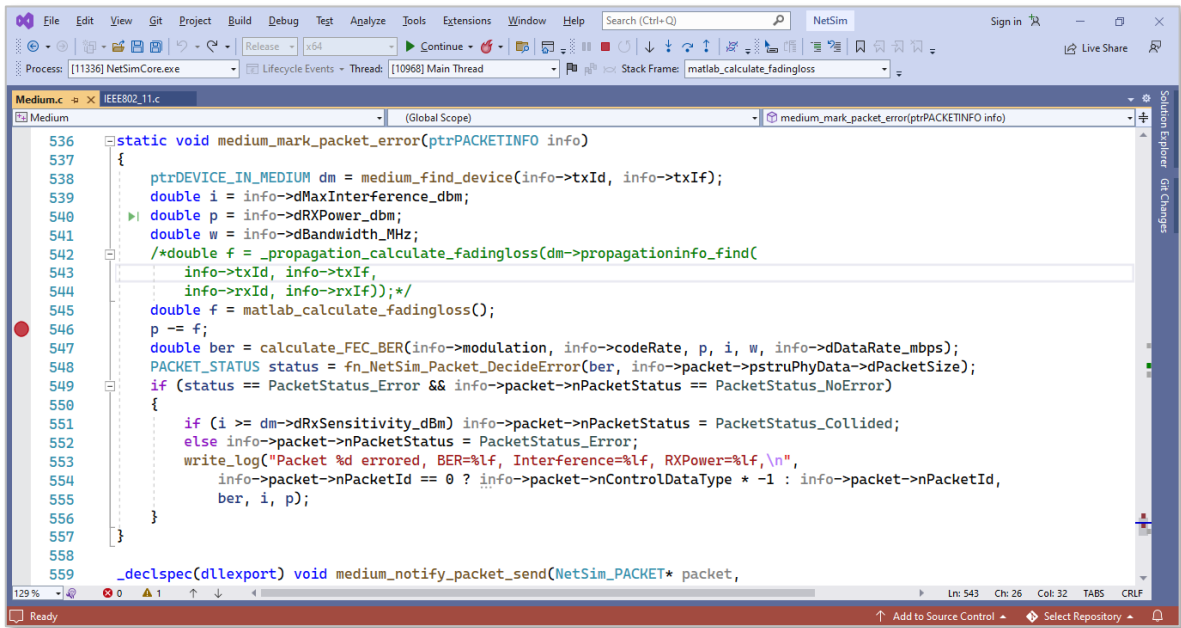 File Edit View Git Project Build Debug Test Analyze Tools Extensions Window Help Search (Ctrl+Q) NetSim Sign in
Release x64 Continue Live Share
Process: [11336] NetSimCore.exe Lifecycle Events Thread: [10968] Main Thread Stack Frame: matlab_calculate_fadingloss
Medium.c IEEE802_11.c
Medium (Global Scope) medium_mark_packet_error(ptrPACKETINFO info)
Solution Explorer
Git Changes
536 static void medium_mark_packet_error(ptrPACKETINFO info)
537 {
538 ptrDEVICE_IN_MEDIUM dm = medium_find_device(info->txId, info->txIf);
539 double i = info->dMaxInterference_dbm;
540 double p = info->dRXPower_dbm;
541 double w = info->dBandwidth_MHz;
542 /*double f = _propagation_calculate_fadingloss(dm->propagationinfo_find(
543 info->txId, info->txIf,
544 info->rxId, info->rxIf));*/
545 double f = matlab_calculate_fadingloss();
546 p -= f;
547 double ber = calculate_FEC_BER(info->modulation, info->codeRate, p, i, w, info->dDataRate_mbps);
548 PACKET_STATUS status = fn_NetSim_Packet_DecideError(ber, info->packet->pstruPhyData->dPacketSize);
549 if (status == PacketStatus_Error && info->packet->nPacketStatus == PacketStatus_NoError)
550 {
551 if (i >= dm->dRxSensitivity_dBm) info->packet->nPacketStatus = PacketStatus_Collided;
552 else info->packet->nPacketStatus = PacketStatus_Error;
553 write_log("Packet %d errored, BER=%lf, Interference=%lf, RXPower=%lf,\n",
554 info->packet->nPacketId == 0 ? info->packet->nControlDataType * -1 : info->packet->nPacketId,
555 ber, i, p);
556 }
557 }
558
559 _declspec(dllexport) void medium_notify_packet_send(NetSim_PACKET* packet,
129 % 0 1 Ln: 543 Ch: 26 Col: 32 TABS CRLF
Ready Add to Source Control Select Repository